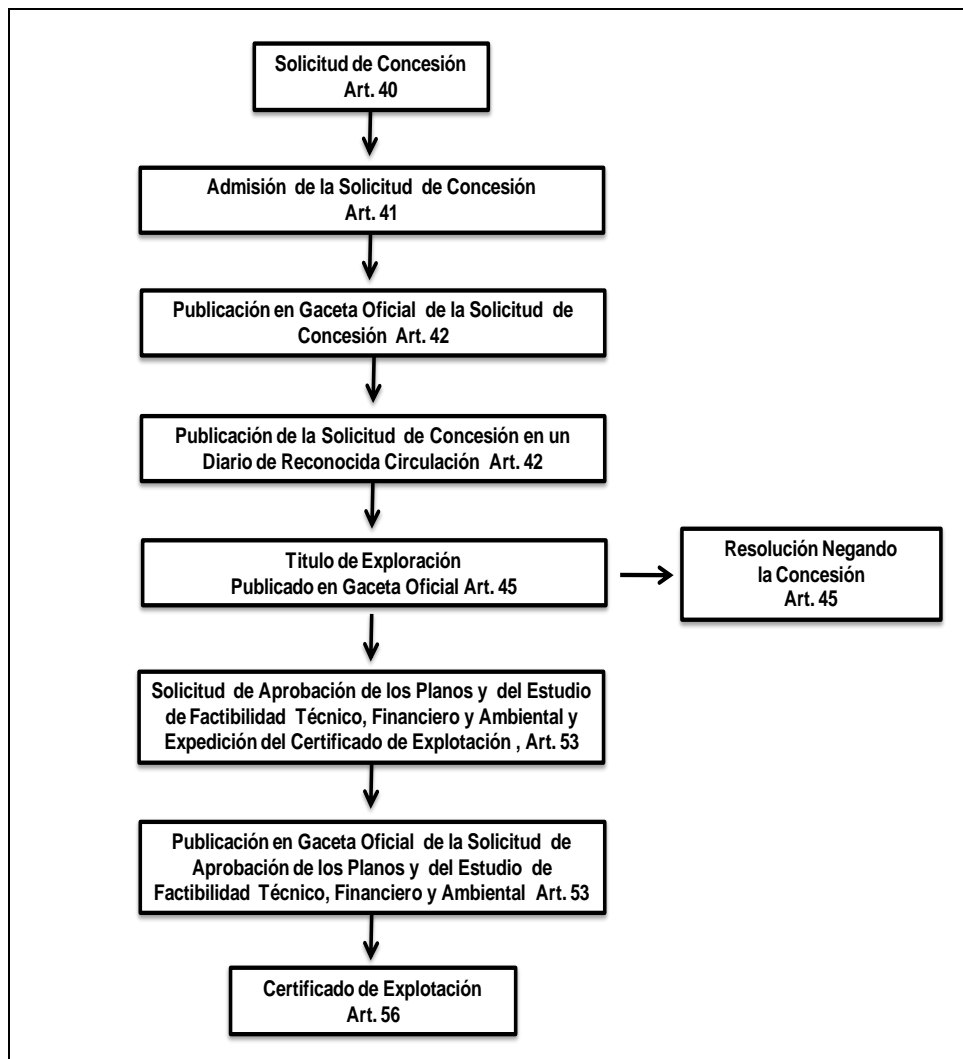 Solicitud de Concesión
Art. 40
Admisión de la Solicitud de Concesión
Art. 41
Publicación en Gaceta Oficial de la Solicitud de
Concesión Art. 42
Publicación de la Solicitud de Concesión en un
Diario de Reconocida Circulación Art. 42
Titulo de Exploración
Publicado en Gaceta Oficial Art. 45
Resolución Negando
la Concesión
Art. 45
Solicitud de Aprobación de los Planos y del Estudio
de Factibilidad Técnico, Financiero y Ambiental y
Expedición del Certificado de Explotación , Art. 53
Publicación en Gaceta Oficial de la Solicitud de
Aprobación de los Planos y del Estudio de
Factibilidad Técnico, Financiero y Ambiental Art. 53
Certificado de Explotación
Art. 56